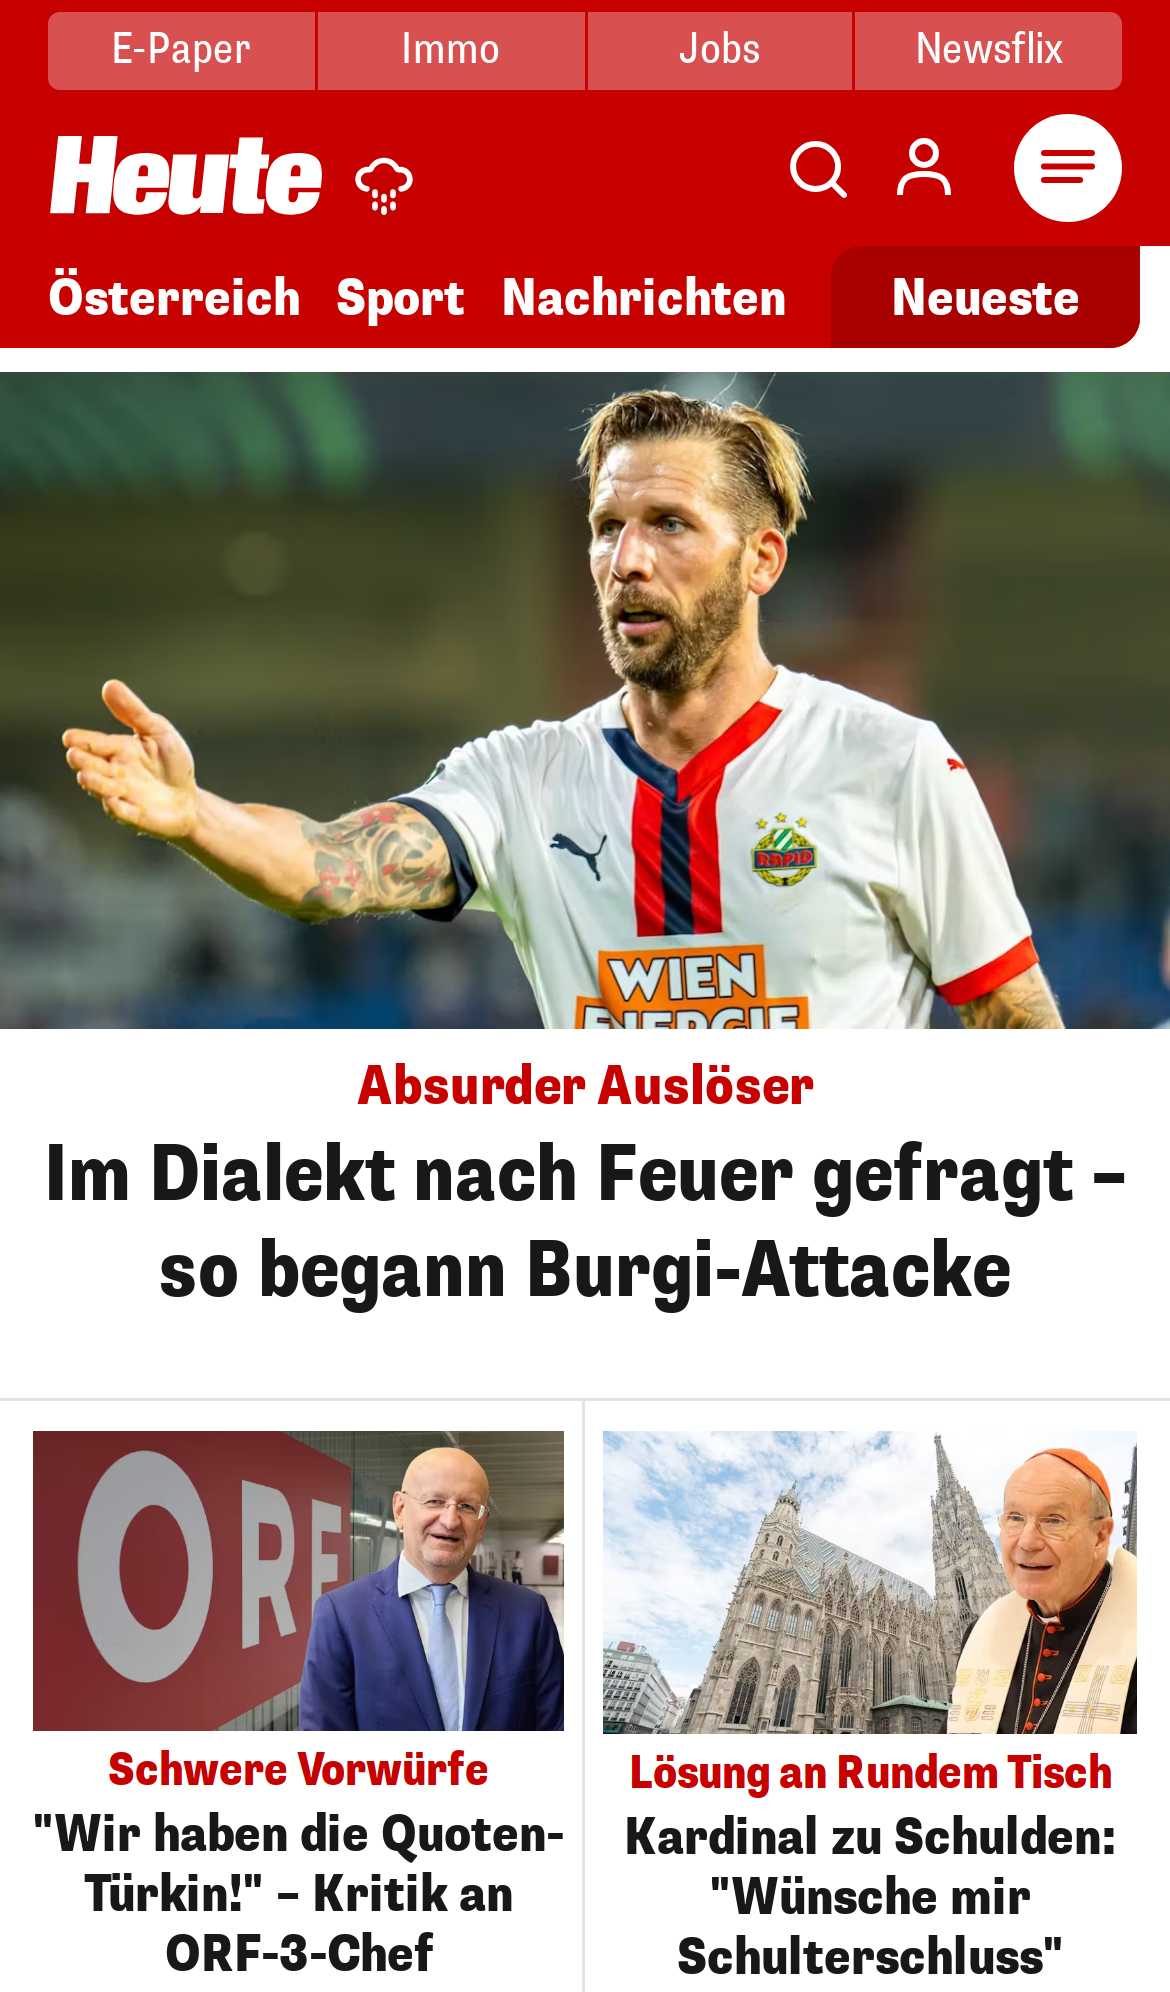 E-Paper
Immo
Jobs
Newsflix
Heute
Österreich
Sport
Nachrichten
Neueste
RAPID
WIEN
ENERGIE
Absurder Auslöser
Im Dialekt nach Feuer gefragt –
so begann Burgi-Attacke
ORF
Schwere Vorwürfe
"Wir haben die Quoten-
Türkin!" – Kritik an
ORF-3-Chef
Lösung an Rundem Tisch
Kardinal zu Schulden:
"Wünsche mir
Schulterschluss"